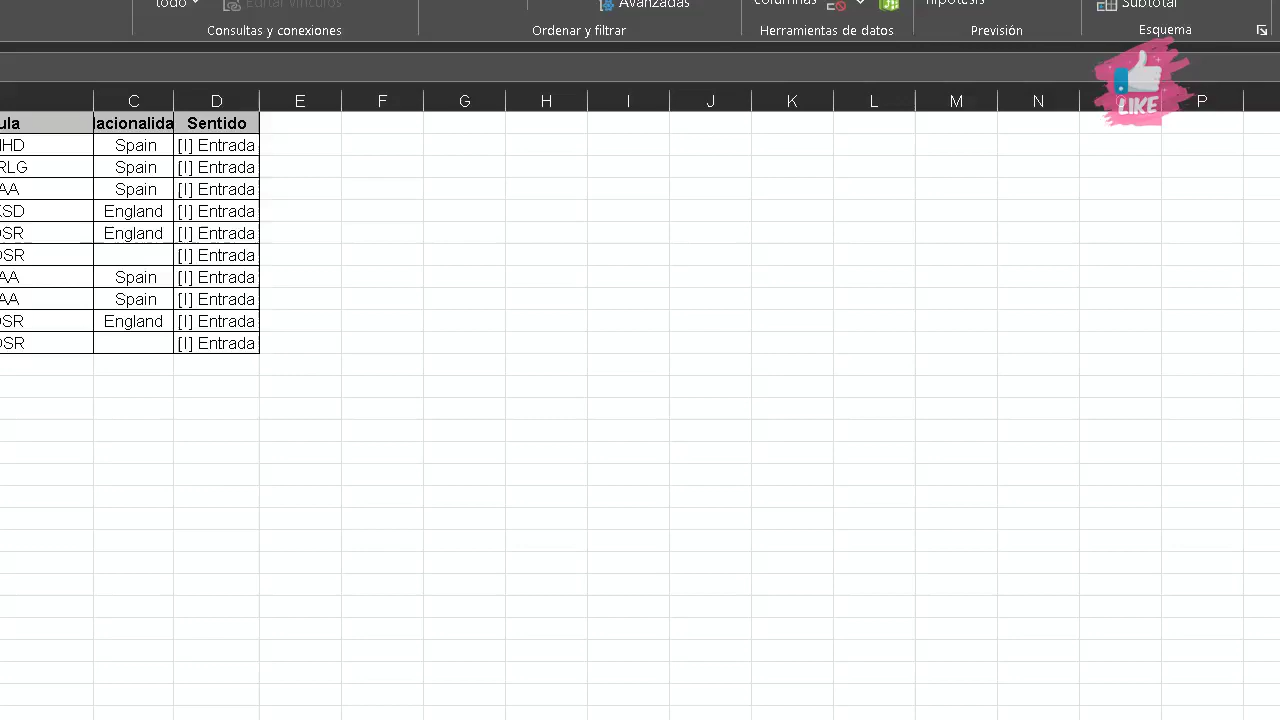 todo Editar vínculos Avanzadas columnas hipótesis Subtotal
Consultas y conexiones Ordenar y filtrar Herramientas de datos Previsión Esquema
LIKE
C D E F G H I J K L M N P
ula acionalida Sentido
HD Spain [I] Entrada
RLG Spain [I] Entrada
AA Spain [I] Entrada
SD England [I] Entrada
SR England [I] Entrada
SR [I] Entrada
AA Spain [I] Entrada
AA Spain [I] Entrada
SR England [I] Entrada
SR [I] Entrada